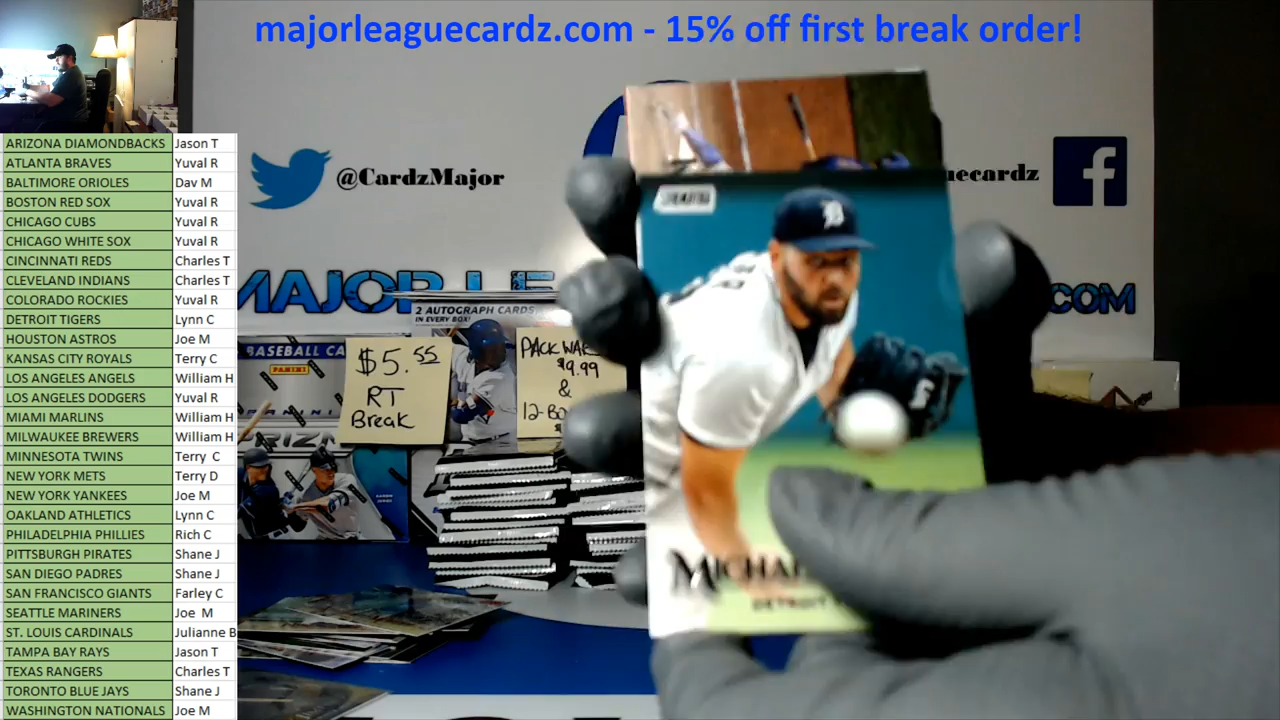 majorleaguecardz.com - 15% off first break order!
@CardzMajor
ARIZONA DIAMONDBACKS Jason T
ATLANTA BRAVES Yuval R
BALTIMORE ORIOLES Dav M
BOSTON RED SOX Yuval R
CHICAGO CUBS Yuval R
CHICAGO WHITE SOX Yuval R
CINCINNATI REDS Charles T
CLEVELAND INDIANS Charles T
COLORADO ROCKIES Yuval R
DETROIT TIGERS Lynn C
HOUSTON ASTROS Joe M
KANSAS CITY ROYALS Terry C
LOS ANGELES ANGELS William H
LOS ANGELES DODGERS Yuval R
MIAMI MARLINS William H
MILWAUKEE BREWERS William H
MINNESOTA TWINS Terry C
NEW YORK METS Terry D
NEW YORK YANKEES Joe M
OAKLAND ATHLETICS Lynn C
PHILADELPHIA PHILLIES Rich C
PITTSBURGH PIRATES Shane J
SAN DIEGO PADRES Shane J
SAN FRANCISCO GIANTS Farley C
SEATTLE MARINERS Joe M
ST. LOUIS CARDINALS Julianne B
TAMPA BAY RAYS Jason T
TEXAS RANGERS Charles T
TORONTO BLUE JAYS Shane J
WASHINGTON NATIONALS Joe M
MAJOR LE
COM
2 AUTOGRAPH CARDS
IN EVERY BOX!
BASEBALL CA
PANINI
$5.55
RT
Break
PACK WAR
$9.99
&
12-Bo
MICHA
DETROIT